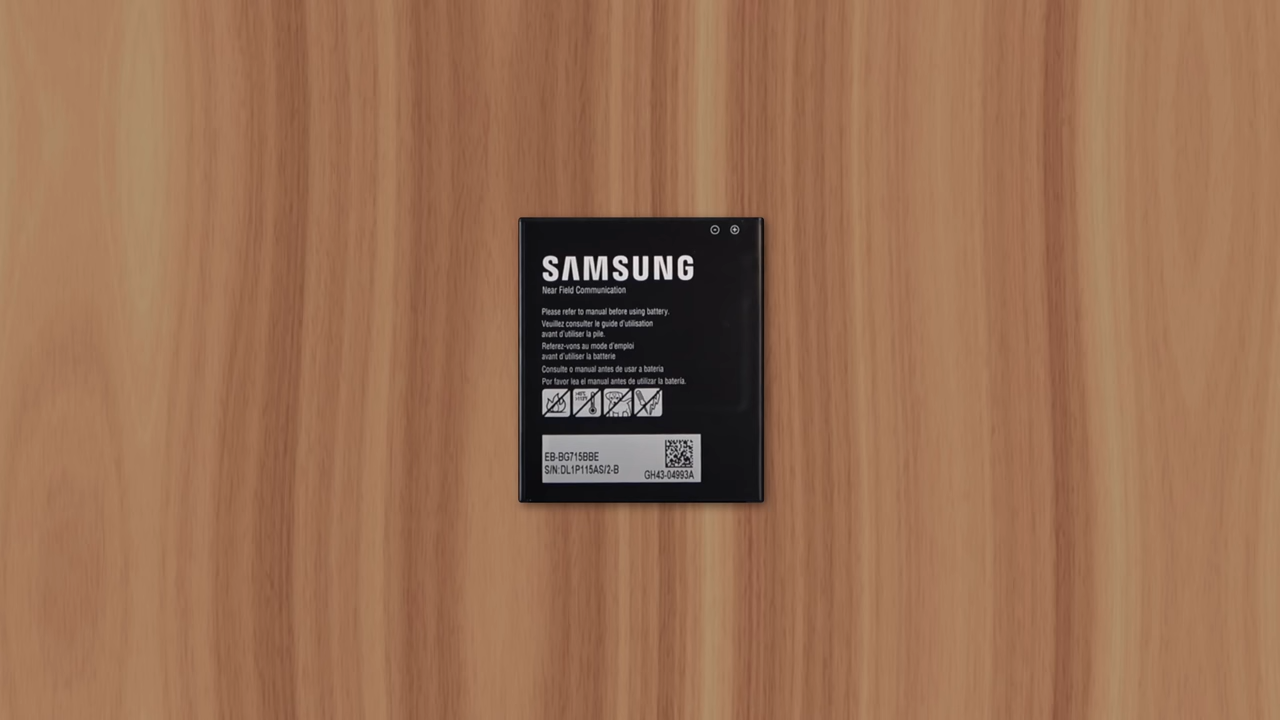 SAMSUNG
Near Field Communication
Please refer to manual before using battery.
Veuillez consulter le guide d'utilisation
avant d'utiliser la pile.
Referez-vons au mode d'emploi
avant d'utiliser la batterie
Consulte o manual antes de usar a bateria
Por favor lea el manual antes de utilizar la batería.
EB-BG715BBE
S/N:DL1P115AS/2-B
GH43-04993A